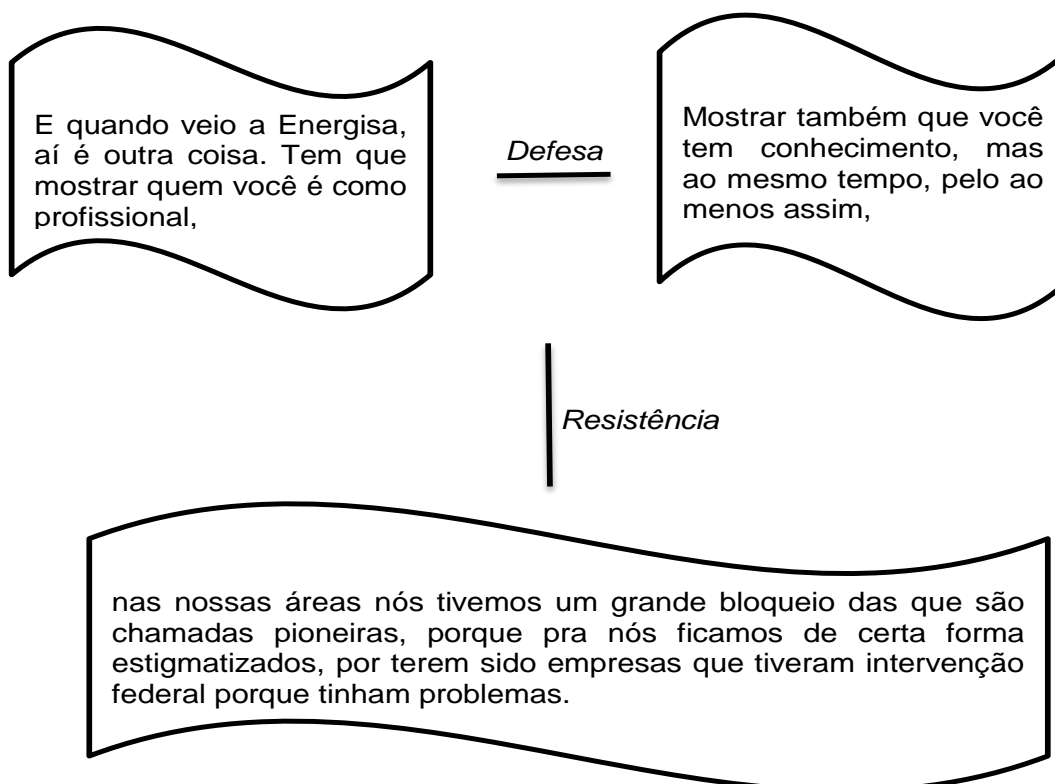 E quando veio a Energisa,
aí é outra coisa. Tem que
mostrar quem você é como
profissional,
Defesa
Mostrar também que você
tem conhecimento, mas
ao mesmo tempo, pelo ao
menos assim,
Resistência
nas nossas áreas nós tivemos um grande bloqueio das que são
chamadas pioneiras, porque pra nós ficamos de certa forma
estigmatizados, por terem sido empresas que tiveram intervenção
federal porque tinham problemas.